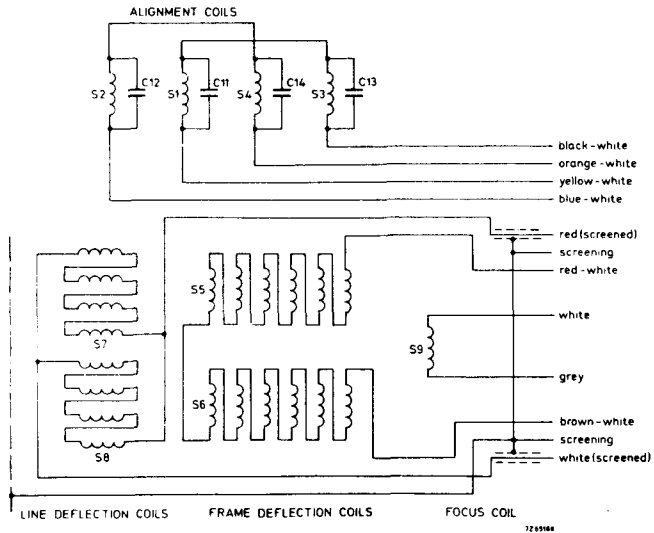 ALIGNMENT COILS
S2 C12 S1 C11 S4 C14 S3 C13
black-white
orange-white
yellow-white
blue-white
red (screened)
screening
red-white
S5
white
S7
S9
grey
S6
brown-white
screening
S8
white (screened)
LINE DEFLECTION COILS
FRAME DEFLECTION COILS
FOCUS COIL